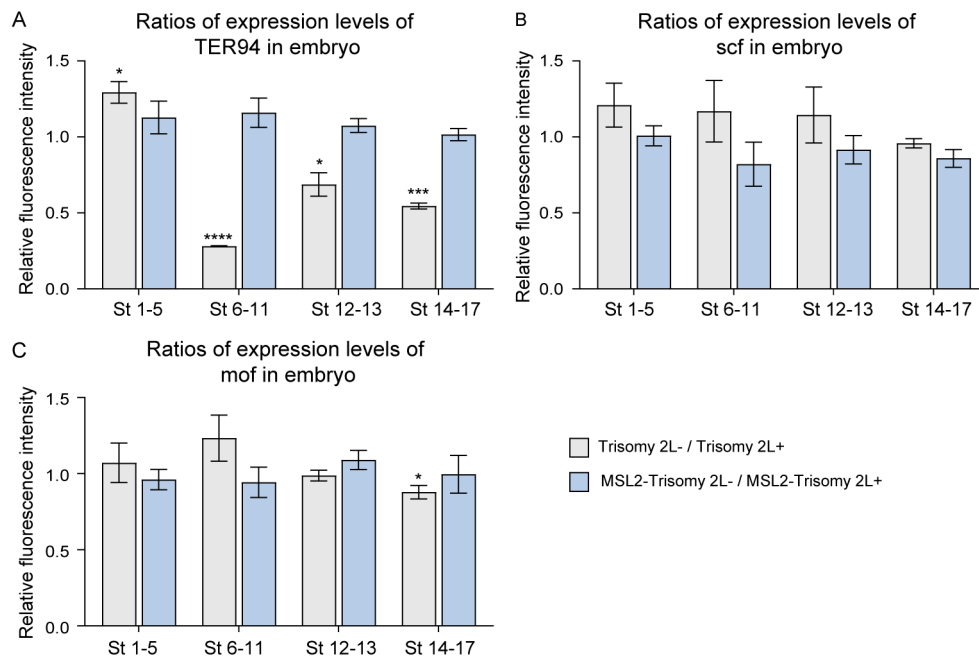 A
Ratios of expression levels of
TER94 in embryo
Relative fluorescence intensity
1.5
1.0
0.5
0.0
*
****
*
***
St 1-5
St 6-11
St 12-13
St 14-17
B
Ratios of expression levels of
scf in embryo
Relative fluorescence intensity
1.5
1.0
0.5
0.0
St 1-5
St 6-11
St 12-13
St 14-17
C
Ratios of expression levels of
mof in embryo
Relative fluorescence intensity
1.5
1.0
0.5
0.0
*
St 1-5
St 6-11
St 12-13
St 14-17
Trisomy 2L- / Trisomy 2L+
MSL2-Trisomy 2L- / MSL2-Trisomy 2L+